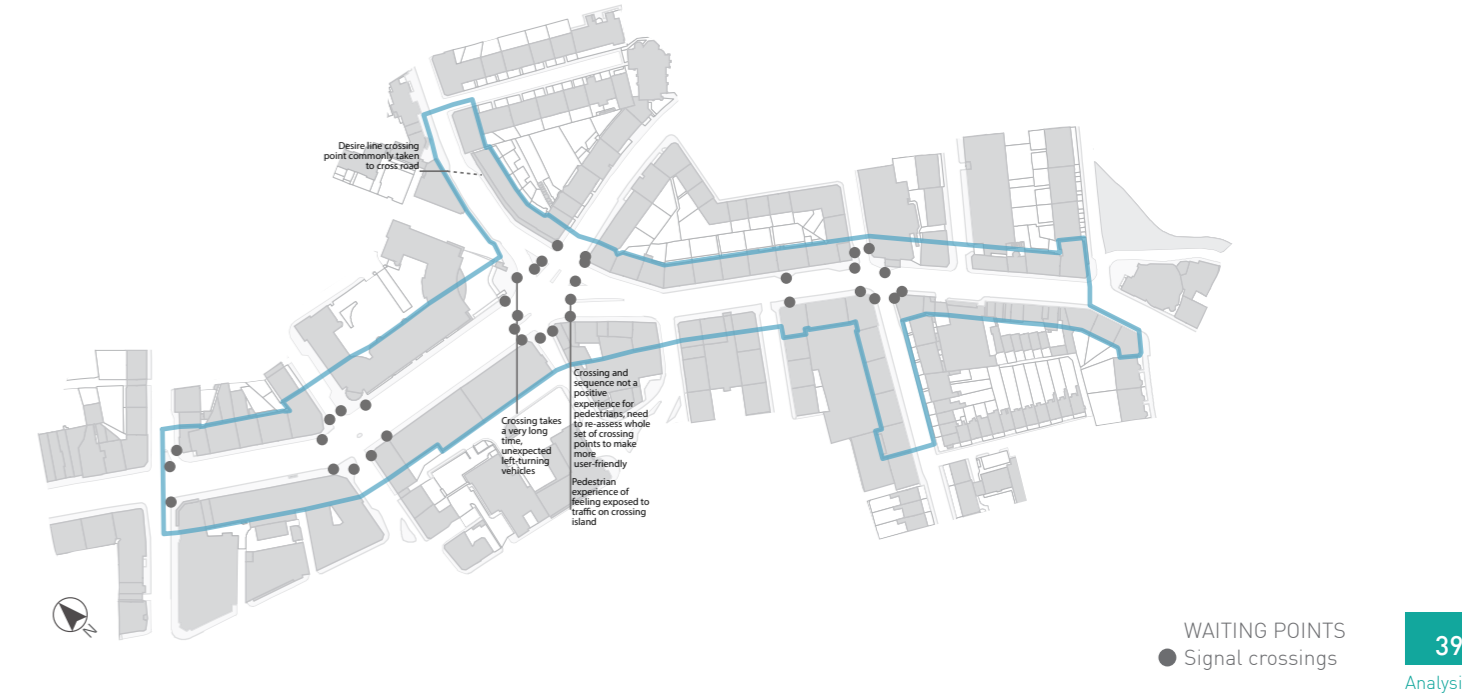 Desire line crossing
point commonly taken
to cross road
Crossing takes
a very long
time,
unexpected
left-turning
vehicles
Crossing and
sequence not a
positive
experience for
pedestrians, need
to re-assess whole
set of crossing
points to make
more
user-friendly
Pedestrian
experience of
feeling exposed to
traffic on crossing
island
N
WAITING POINTS
Signal crossings
39
Analysi